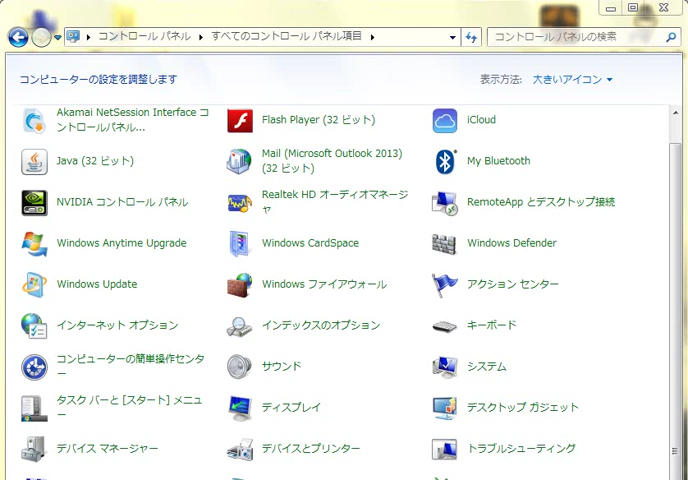 コントロール パネル すべてのコントロール パネル項目
コントロール パネルの検索
コンピューターの設定を調整します
表示方法: 大きいアイコン
Akamai NetSession Interface コ
ントロールパネル...
Flash Player (32 ビット)
iCloud
Java (32 ビット)
Mail (Microsoft Outlook 2013)
(32 ビット)
My Bluetooth
NVIDIA コントロール パネル
Realtek HD オーディオマネージ
ャ
RemoteApp とデスクトップ接続
Windows Anytime Upgrade
Windows CardSpace
Windows Defender
Windows Update
Windows ファイアウォール
アクション センター
インターネット オプション
インデックスのオプション
キーボード
コンピューターの簡単操作センタ
ー
サウンド
システム
タスク バーと [スタート] メニュ
ー
ディスプレイ
デスクトップ ガジェット
デバイス マネージャー
デバイスとプリンター
トラブルシューティング